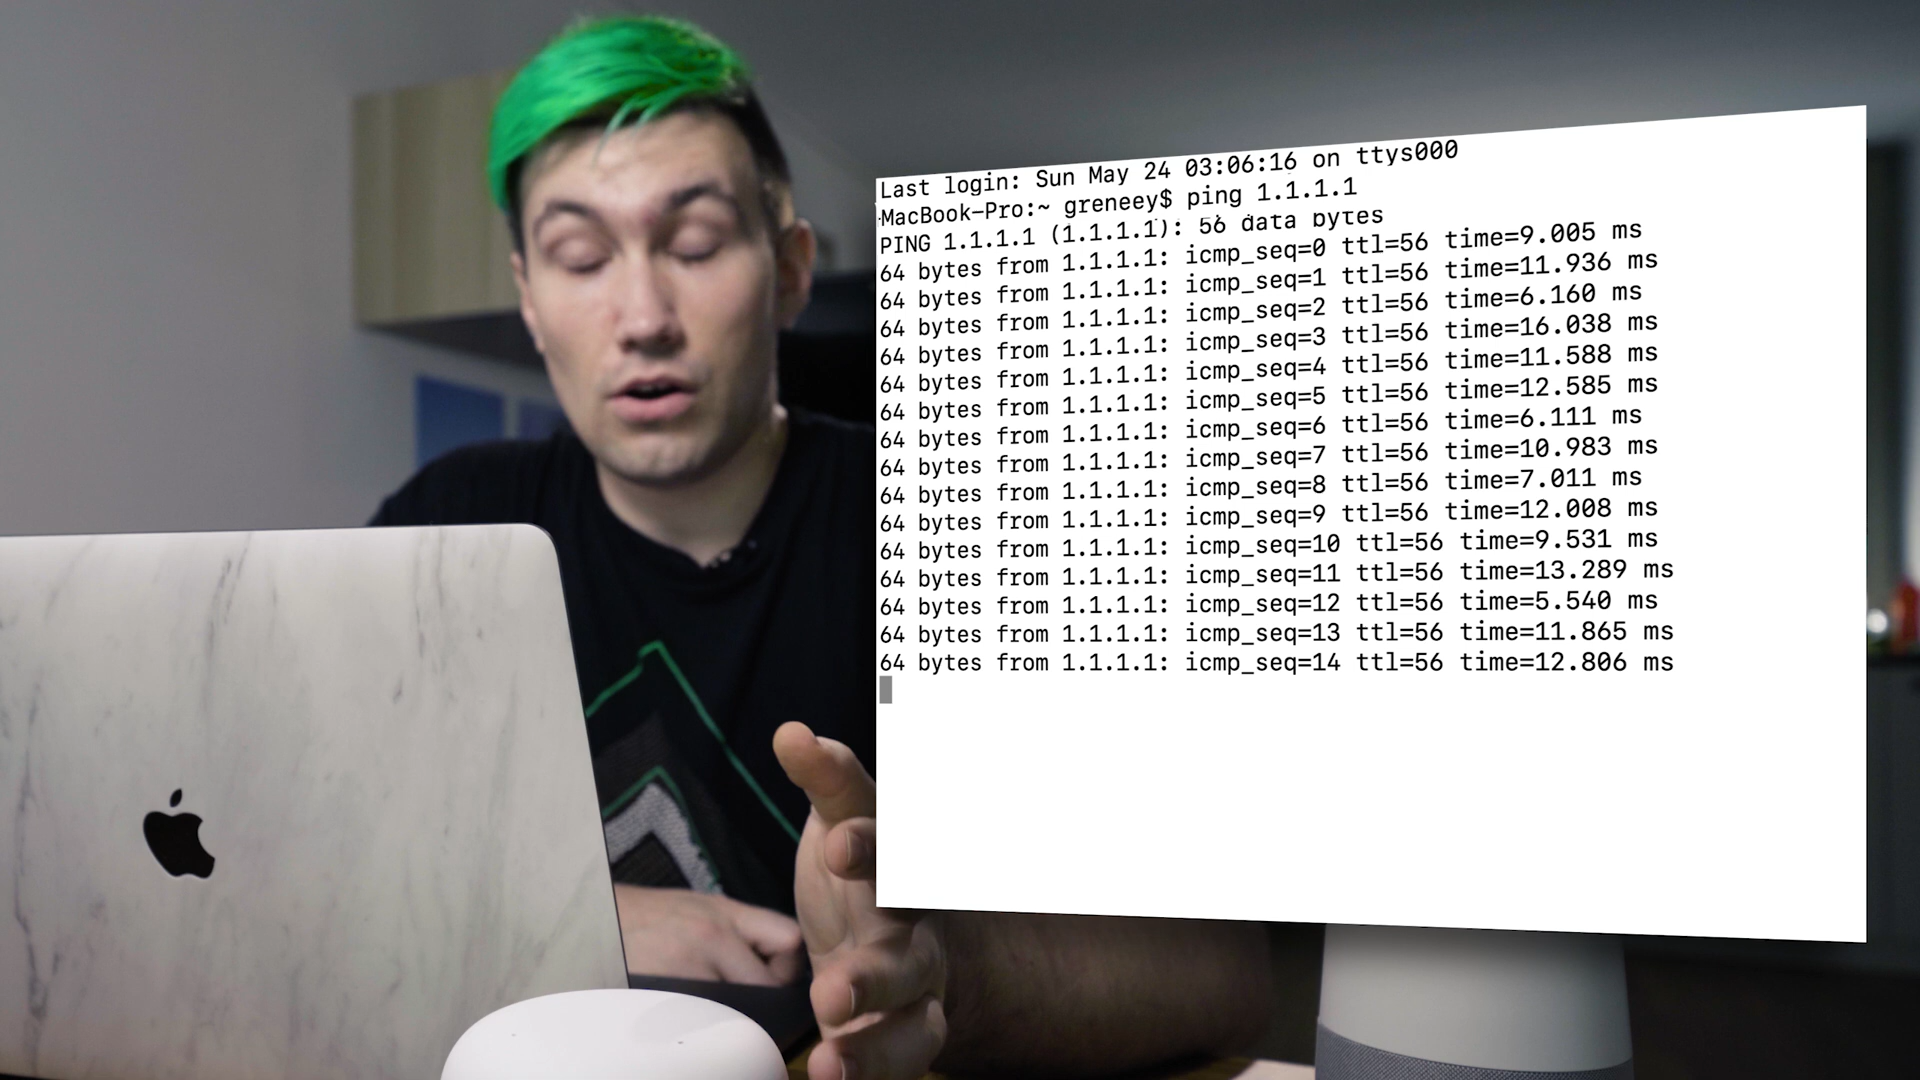 Last login: Sun May 24 03:06:16 on ttys000
MacBook-Pro:~ greneey$ ping 1.1.1.1
PING 1.1.1.1 (1.1.1.1): 56 data bytes
64 bytes from 1.1.1.1: icmp_seq=0 ttl=56 time=9.005 ms
64 bytes from 1.1.1.1: icmp_seq=1 ttl=56 time=11.936 ms
64 bytes from 1.1.1.1: icmp_seq=2 ttl=56 time=6.160 ms
64 bytes from 1.1.1.1: icmp_seq=3 ttl=56 time=16.038 ms
64 bytes from 1.1.1.1: icmp_seq=4 ttl=56 time=11.588 ms
64 bytes from 1.1.1.1: icmp_seq=5 ttl=56 time=12.585 ms
64 bytes from 1.1.1.1: icmp_seq=6 ttl=56 time=6.111 ms
64 bytes from 1.1.1.1: icmp_seq=7 ttl=56 time=10.983 ms
64 bytes from 1.1.1.1: icmp_seq=8 ttl=56 time=7.011 ms
64 bytes from 1.1.1.1: icmp_seq=9 ttl=56 time=12.008 ms
64 bytes from 1.1.1.1: icmp_seq=10 ttl=56 time=9.531 ms
64 bytes from 1.1.1.1: icmp_seq=11 ttl=56 time=13.289 ms
64 bytes from 1.1.1.1: icmp_seq=12 ttl=56 time=5.540 ms
64 bytes from 1.1.1.1: icmp_seq=13 ttl=56 time=11.865 ms
64 bytes from 1.1.1.1: icmp_seq=14 ttl=56 time=12.806 ms